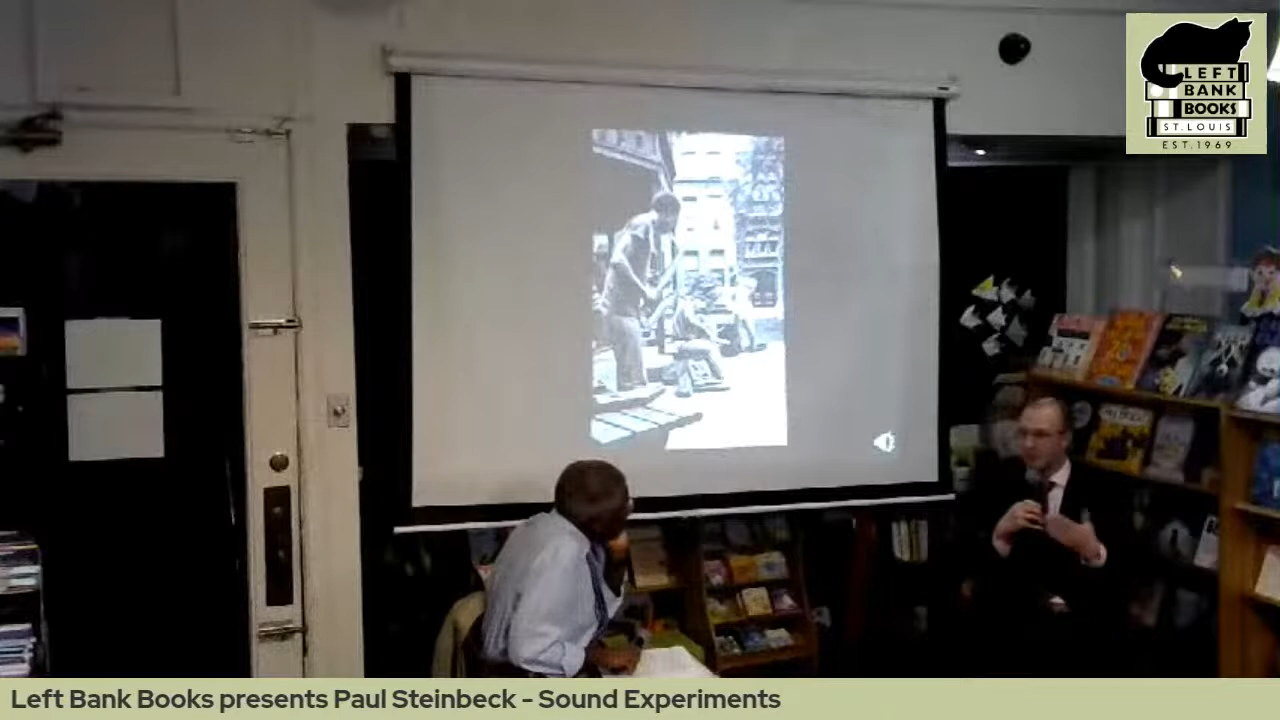 LEFT
BANK
BOOKS
ST. LOUIS
EST. 1969
Left Bank Books presents Paul Steinbeck - Sound Experiments